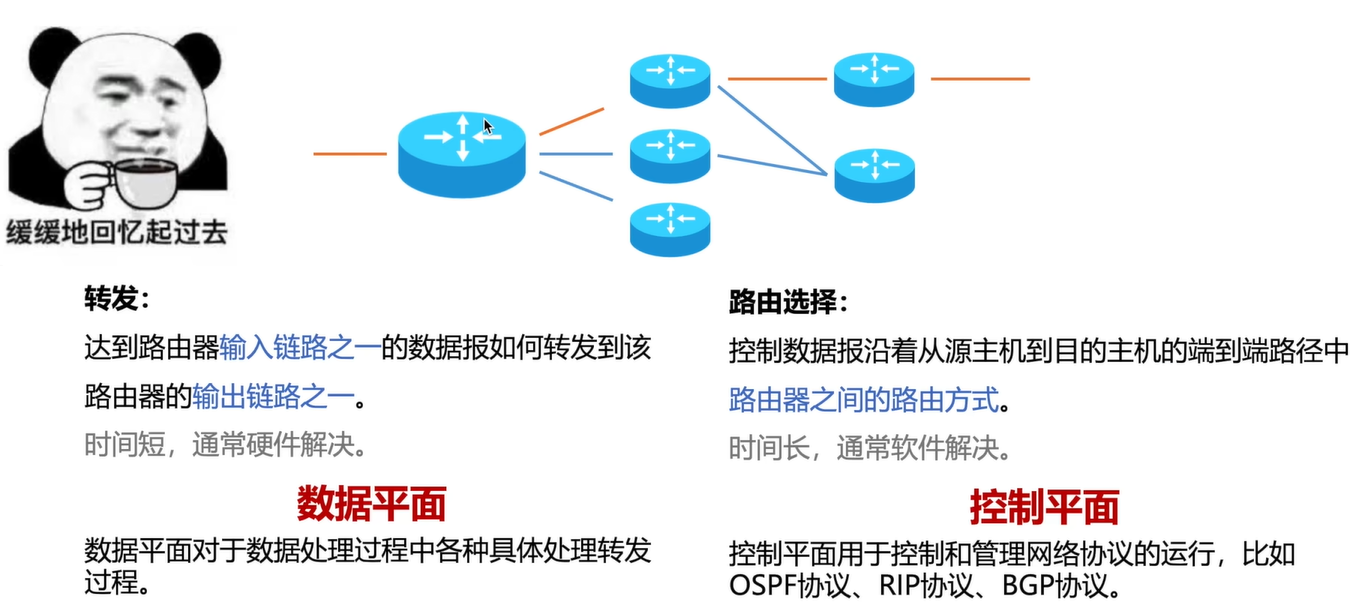 缓缓地回忆起过去
转发：
达到路由器输入链路之一的数据报如何转发到该
路由器的输出链路之一。
时间短，通常硬件解决。
数据平面
数据平面对于数据处理过程中各种具体处理转发
过程。
路由选择：
控制数据报沿着从源主机到目的主机的端到端路径中
路由器之间的路由方式。
时间长，通常软件解决。
控制平面
控制平面用于控制和管理网络协议的运行，比如
OSPF协议、RIP协议、BGP协议。